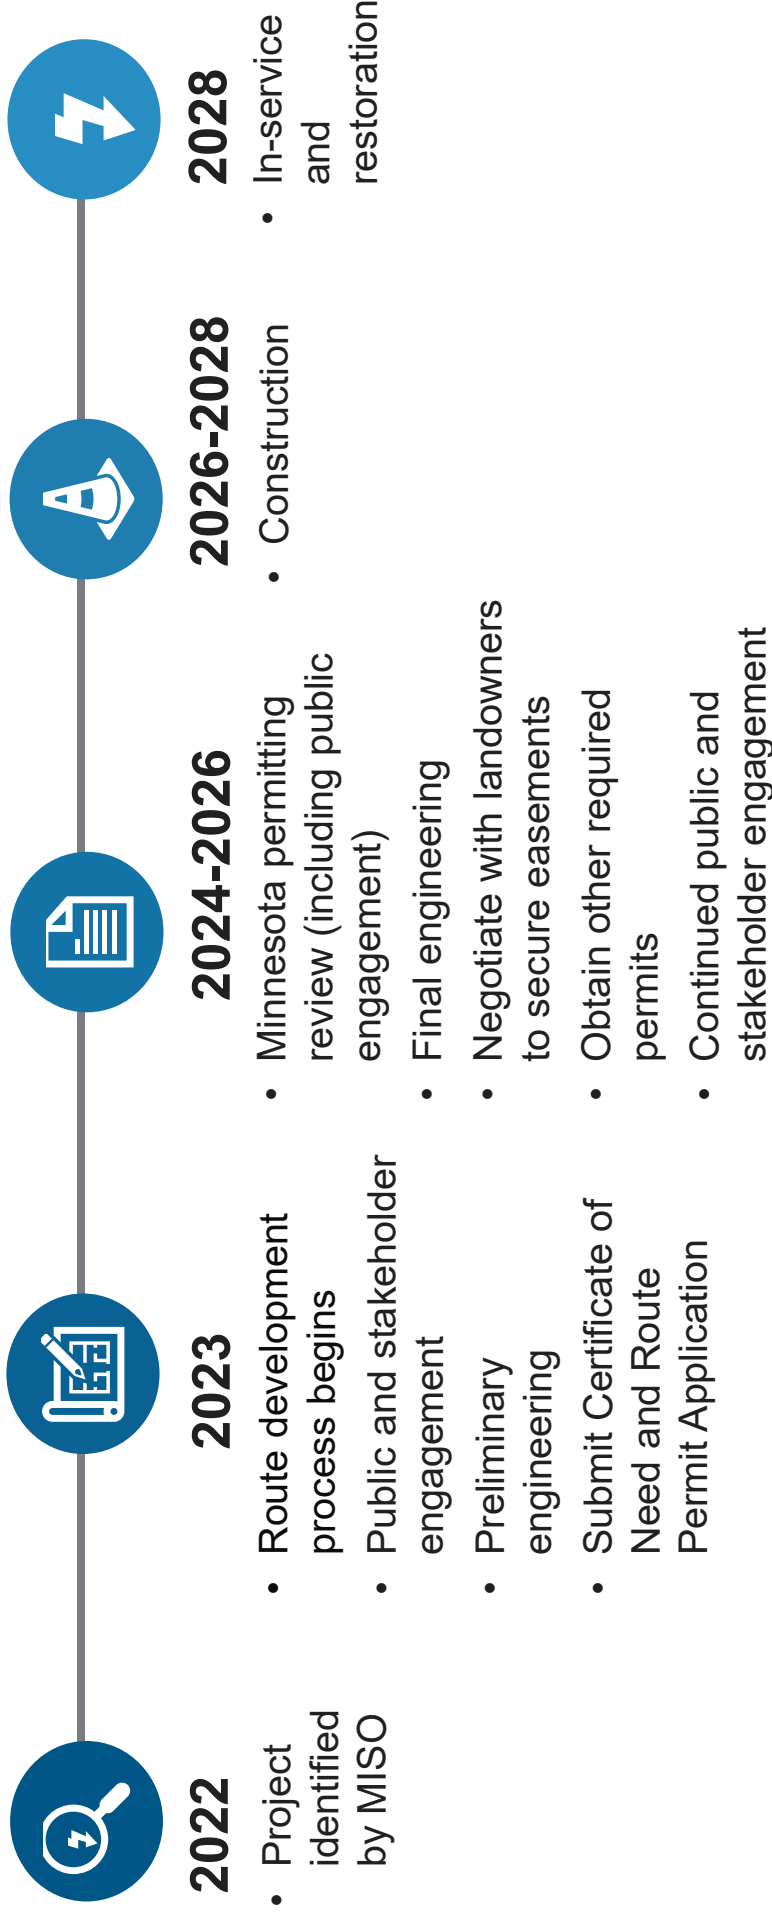 2022
• Project
identified
by MISO
2023
• Route development
process begins
• Public and stakeholder
engagement
• Preliminary
engineering
• Submit Certificate of
Need and Route
Permit Application
2024-2026
• Minnesota permitting
review (including public
engagement)
• Final engineering
• Negotiate with landowners
to secure easements
• Obtain other required
permits
• Continued public and
stakeholder engagement
2026-2028
• Construction
2028
• In-service
and
restoration